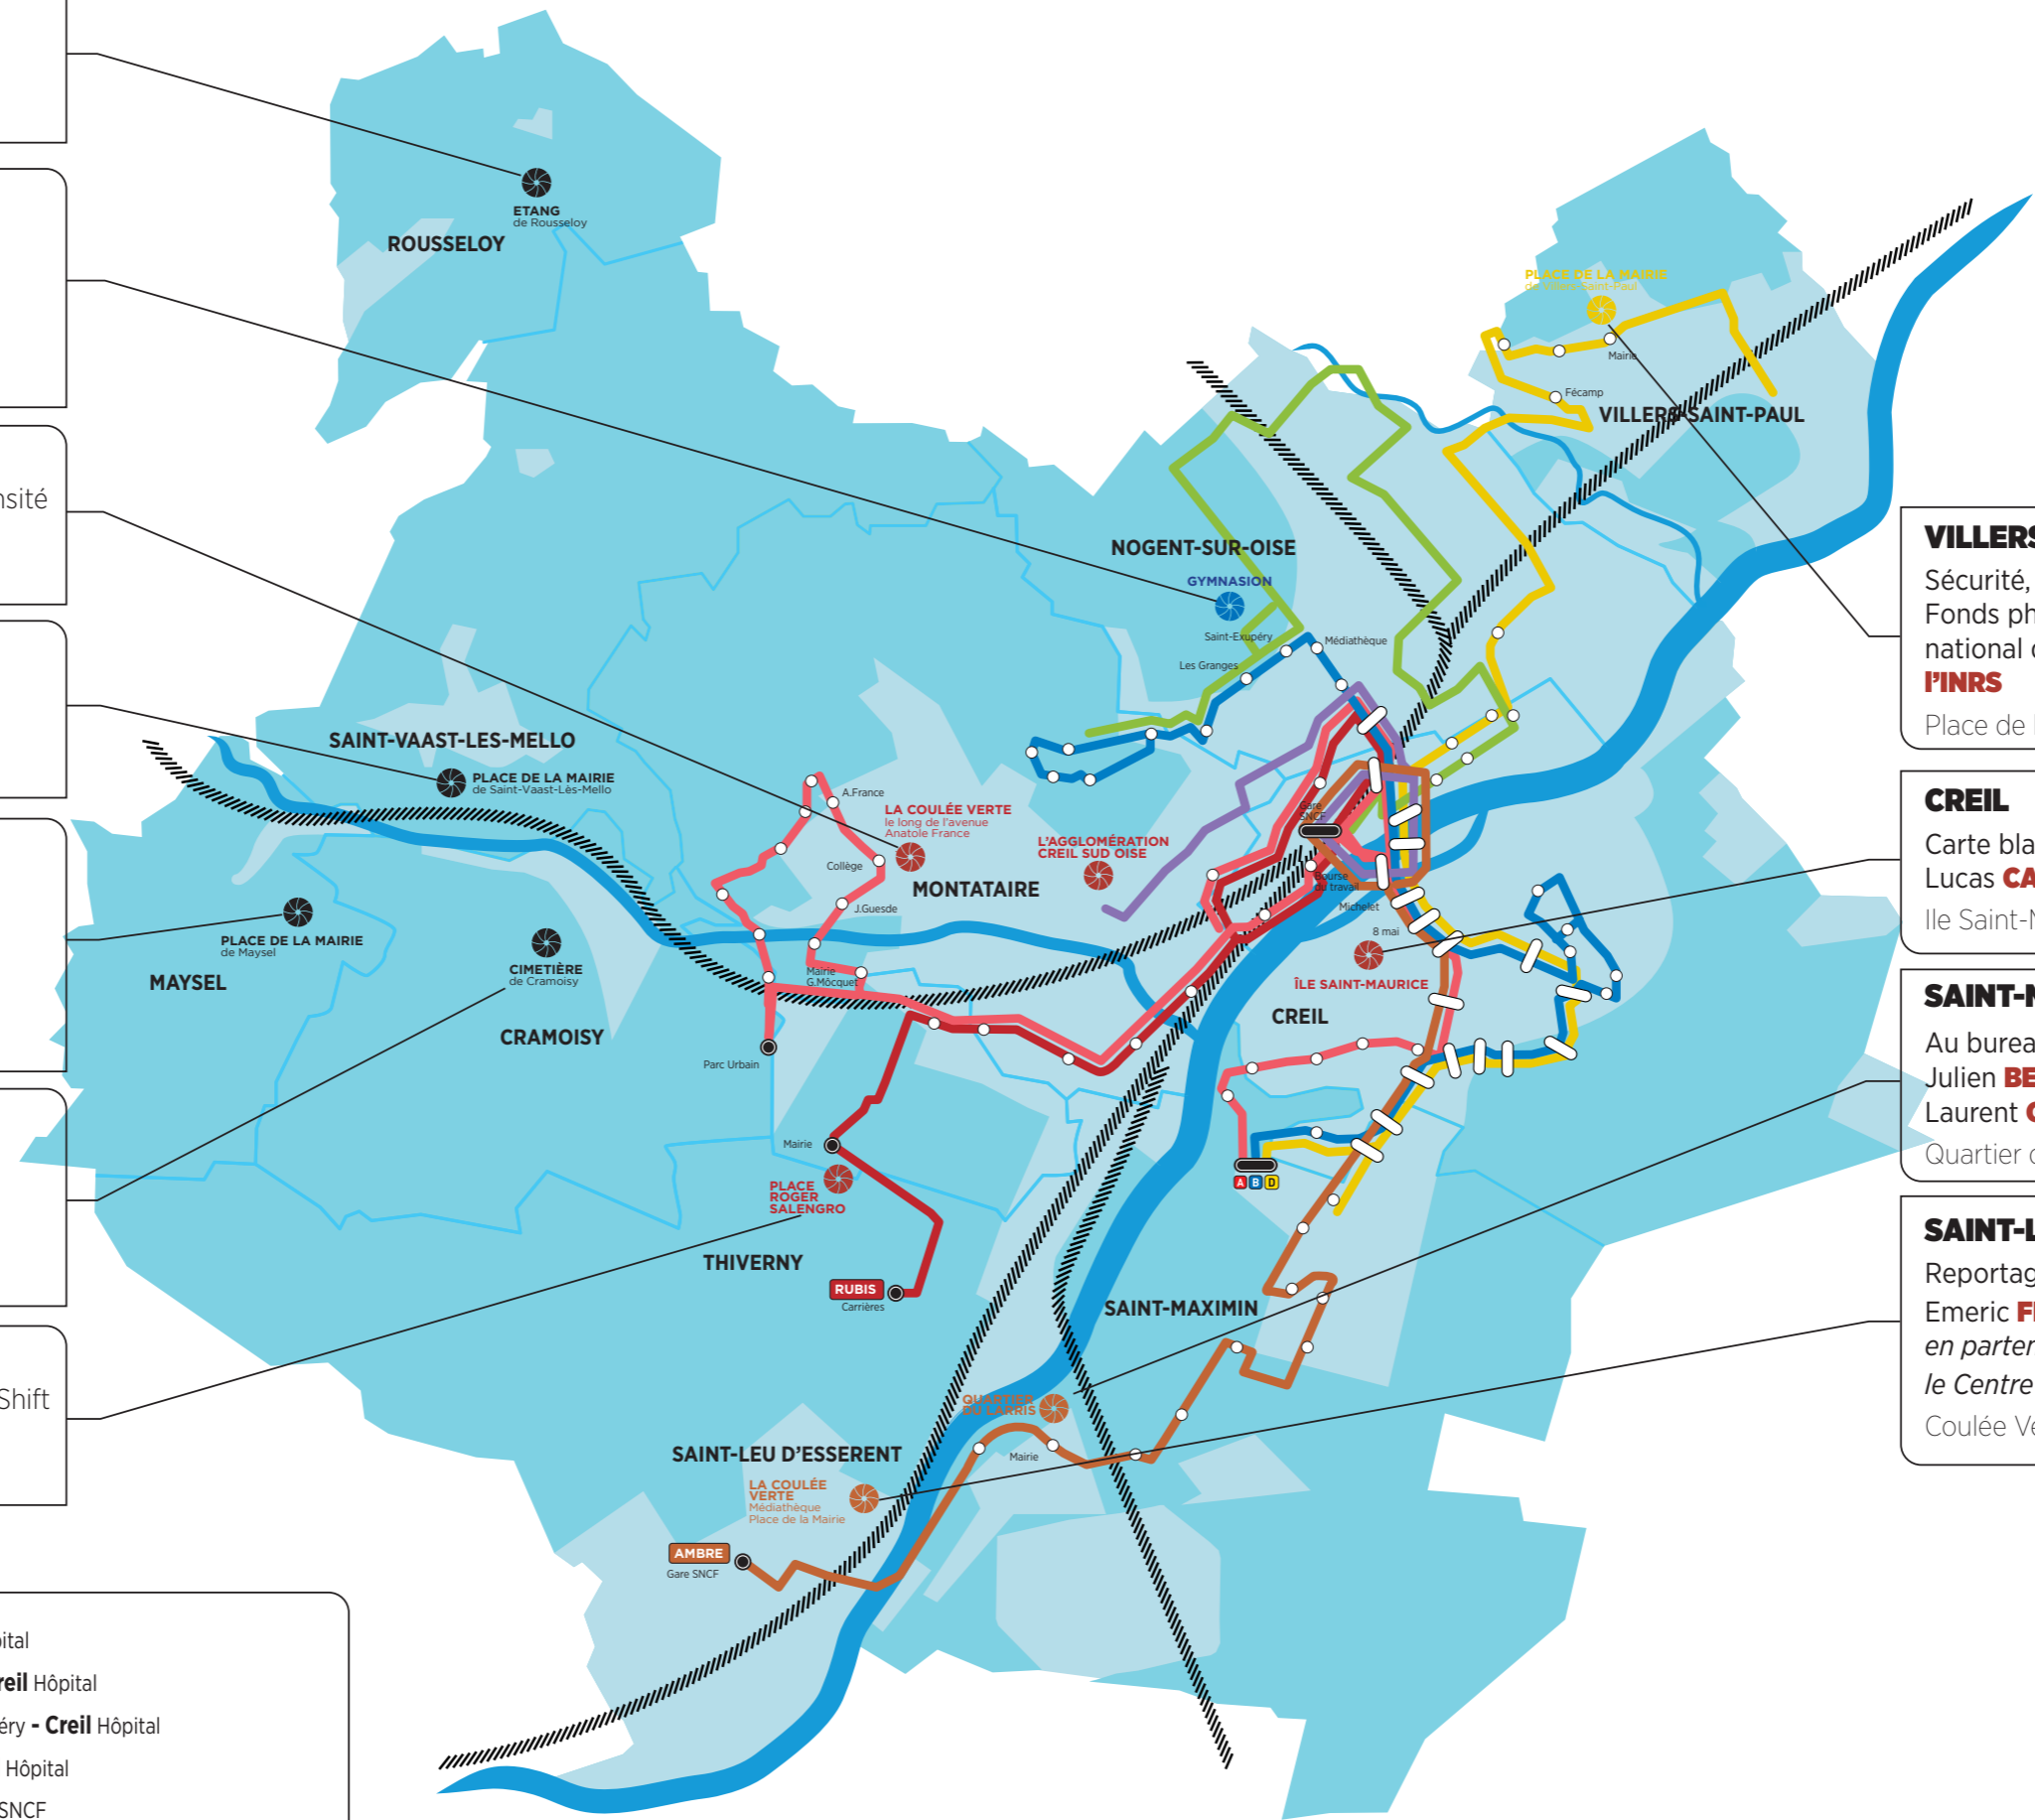 ETANG
de Rousseloy
ROUSSELOY
PLACE DE LA MAIRIE
de Villers-Saint-Paul
Mairie
Fécamp
VILLERS-SAINT-PAUL
nsité
NOGENT-SUR-OISE
GYMNASION
Saint-Exupéry
Médiathèque
Les Granges
VILLERS
Sécurité,
Fonds ph
national
l'INRS
Place de
SAINT-VAAST-LES-MELLO
PLACE DE LA MAIRIE
de Saint-Vaast-Lès-Mello
A.France
LA COULÉE VERTE
le long de l'avenue
Anatole France
Collège
J.Guesde
MONTATAIRE
L'AGGLOMÉRATION
CREIL SUD OISE
Gare
SNCF
Bourse
du travail
Michelet
8 mai
ÎLE SAINT-MAURICE
CREIL
CREIL
Carte bla
Lucas CA
Ile Saint-M
PLACE DE LA MAIRIE
de Maysel
MAYSEL
CIMETIÈRE
de Cramoisy
CRAMOISY
Mairie
G.Môcquet
Parc Urbain
SAINT-M
Au burea
Julien BE
Laurent
Quartier
Mairie
PLACE
ROGER
SALENGRO
A B D
THIVERNY
RUBIS
Carrières
SAINT-MAXIMIN
SAINT-L
Reportag
Emeric
en parten
le Centre
Coulée Ve
Shift
QUARTIER
DU LARRIS
Mairie
SAINT-LEU D'ESSERENT
LA COULÉE
VERTE
Médiathèque
Place de la Mairie
AMBRE
Gare SNCF
pital
reil Hôpital
éry - Creil Hôpital
Hôpital
SNCF